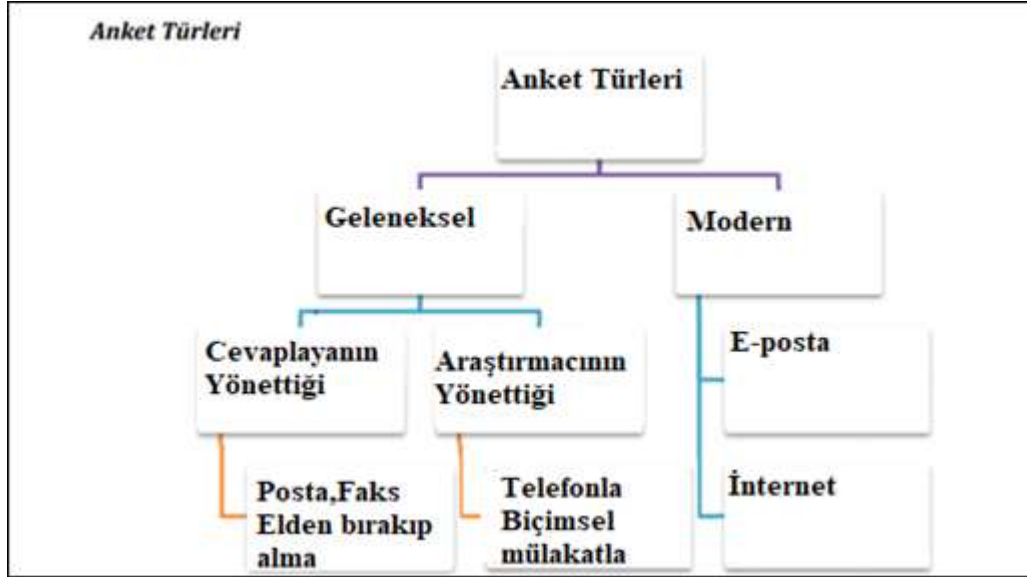 Anket Türleri
Anket Türleri
Geleneksel
Modern
Cevaplayanın
Yönettiği
Araştırmacının
Yönettiği
E-posta
Posta,Faks
Elden bırakıp
alma
Telefonla
Biçimsel
mülakatla
İnternet